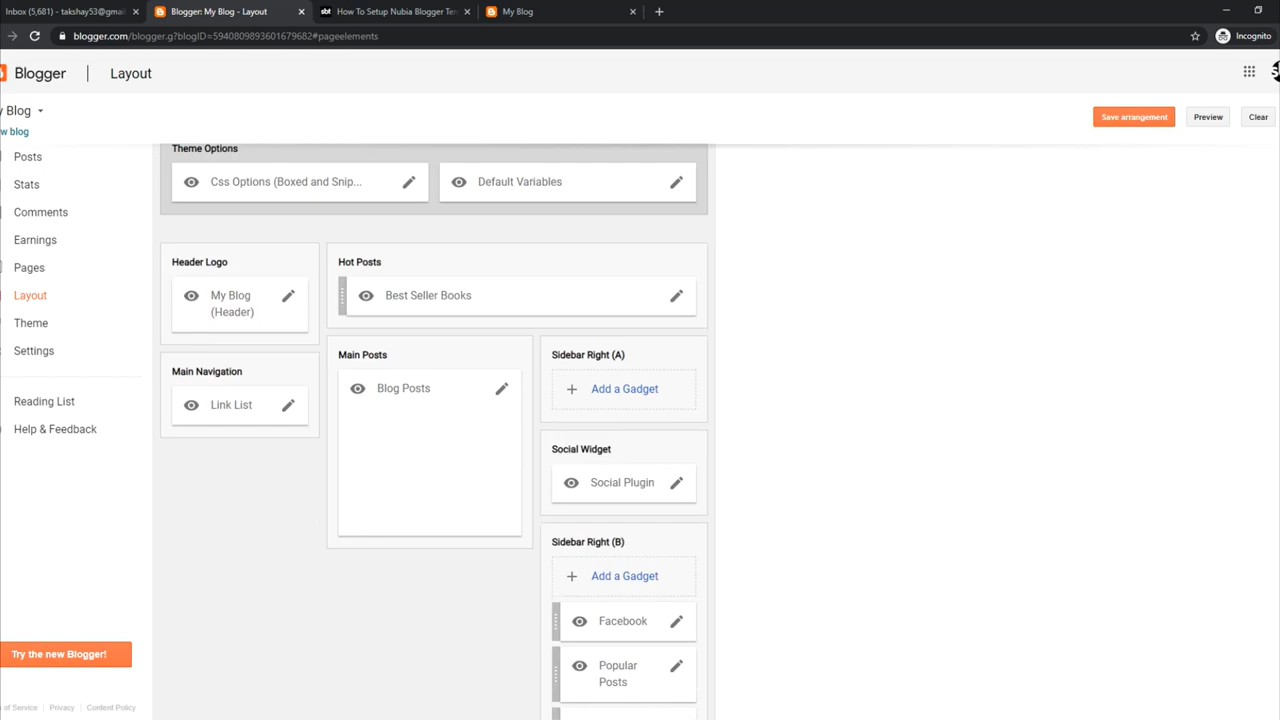 Inbox (5,681) - takshay53@gmai
Blogger: My Blog - Layout
How To Setup Nubia Blogger Tem
My Blog
blogger.com/blogger.g?blogID=5940809893601679682#pageelements
Incognito
Blogger
Layout
y Blog
w blog
Save arrangement
Preview
Clear
Posts
Stats
Comments
Earnings
Pages
Layout
Theme
Settings
Reading List
Help & Feedback
Try the new Blogger!
s of Service
Privacy
Content Policy
Theme Options
Css Options (Boxed and Snip...
Default Variables
Header Logo
My Blog
(Header)
Main Navigation
Link List
Hot Posts
Best Seller Books
Main Posts
Blog Posts
Sidebar Right (A)
Add a Gadget
Social Widget
Social Plugin
Sidebar Right (B)
Add a Gadget
Facebook
Popular
Posts